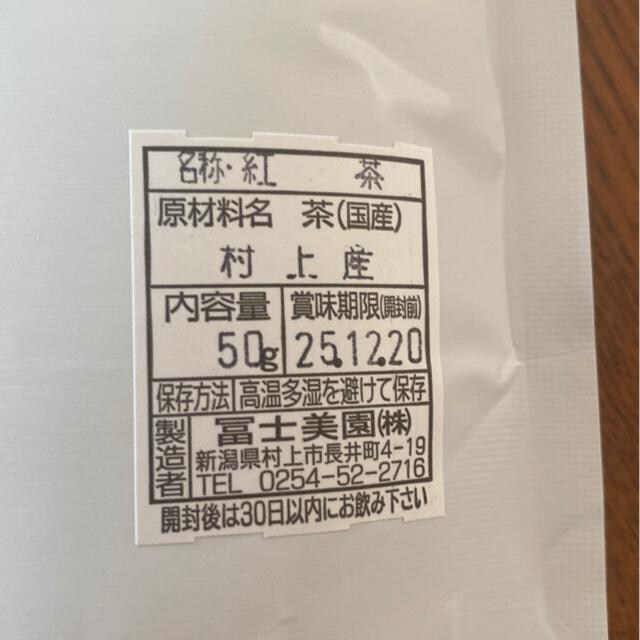 名称・紅 茶
原材料名 茶(国産)
村上産
内容量 賞味期限(開封前)
50g 25.12.20
保存方法 高温多湿を避けて保存
製造者 冨士美園(株)
新潟県村上市長井町4-19
TEL 0254-52-2716
開封後は30日以内にお飲み下さい